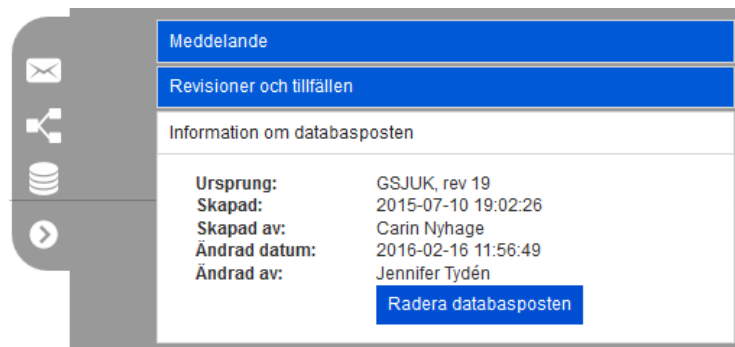 Meddelande
Revisioner och tillfällen
Information om databasposten
Ursprung: GSJUK, rev 19
Skapad: 2015-07-10 19:02:26
Skapad av: Carin Nyhage
Ändrad datum: 2016-02-16 11:56:49
Ändrad av: Jennifer Tydén
Radera databasposten